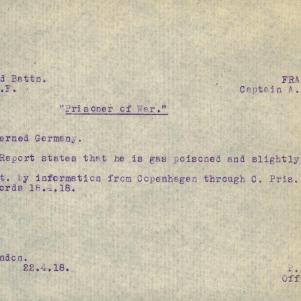 d Battn. FRA
.F. Captain A.
"Prisoner of War."
erned Germany.
Report states that he is gas poisoned and slightly
t. by information from Copenhagen through C. Pris.
ords 18.4.18.
ndon.
22.4.18.
Off